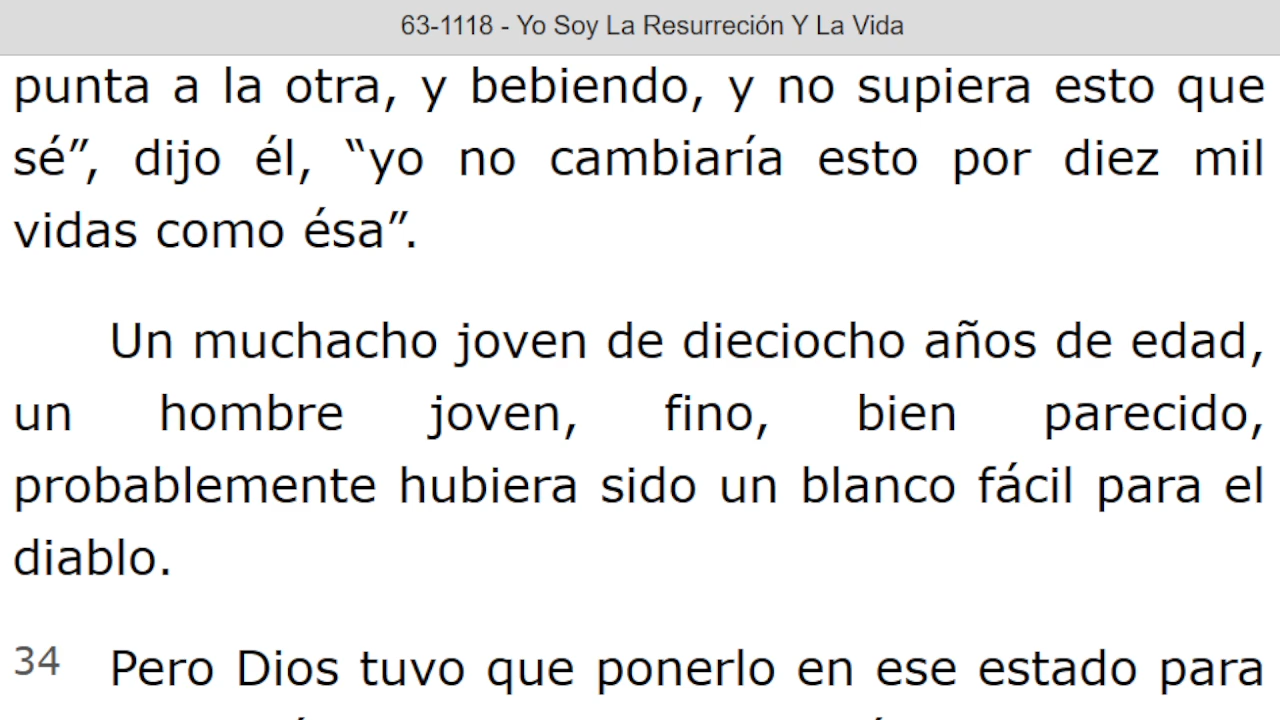 63-1118 - Yo Soy La Resurreción Y La Vida
punta a la otra, y bebiendo, y no supiera esto que
sé”, dijo él, “yo no cambiaría esto por diez mil
vidas como ésa”.
Un muchacho joven de dieciocho años de edad,
un hombre joven, fino, bien parecido,
probablemente hubiera sido un blanco fácil para el
diablo.
34 Pero Dios tuvo que ponerlo en ese estado para